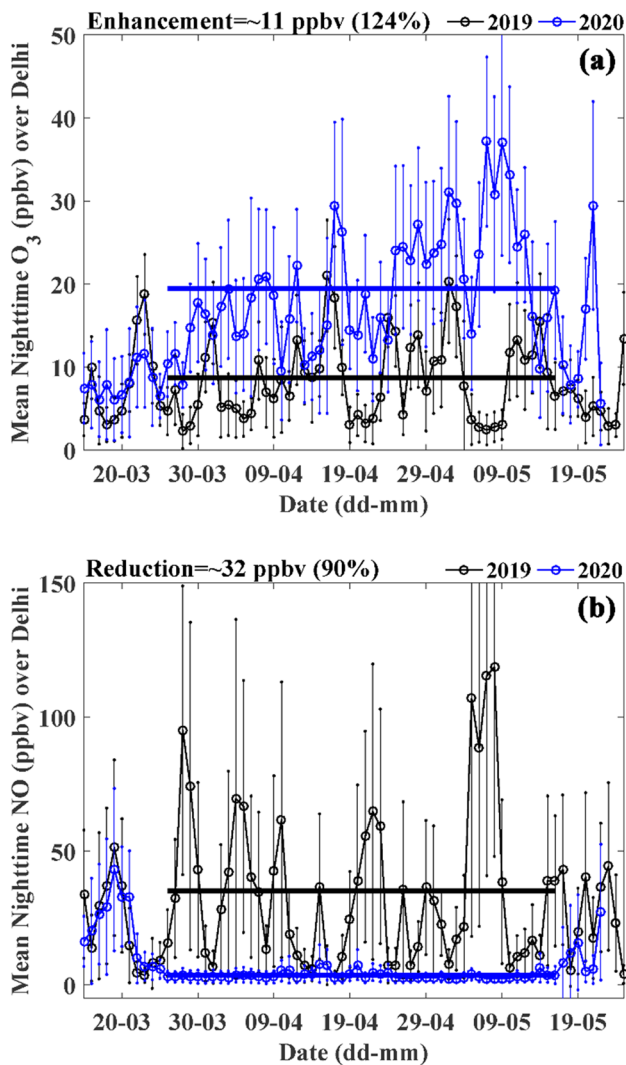 Enhancement=~11 ppbv (124%) 2019 2020
(a)
Mean Nighttime O3 (ppbv) over Delhi
50
40
30
20
10
0
20-03 30-03 09-04 19-04 29-04 09-05 19-05
Date (dd-mm)
Reduction=~32 ppbv (90%) 2019 2020
(b)
Mean Nighttime NO (ppbv) over Delhi
150
100
50
0
20-03 30-03 09-04 19-04 29-04 09-05 19-05
Date (dd-mm)